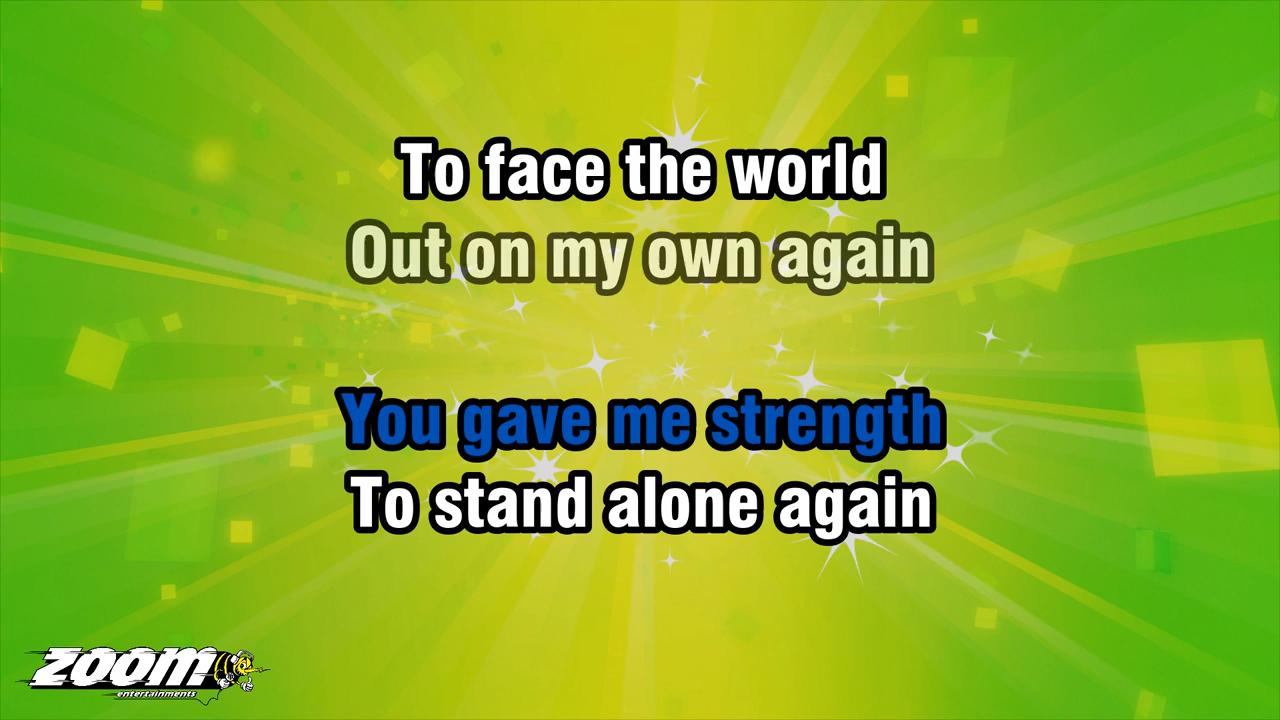 To face the world
Out on my own again
You gave me strength
To stand alone again
ZOOM
entertainments